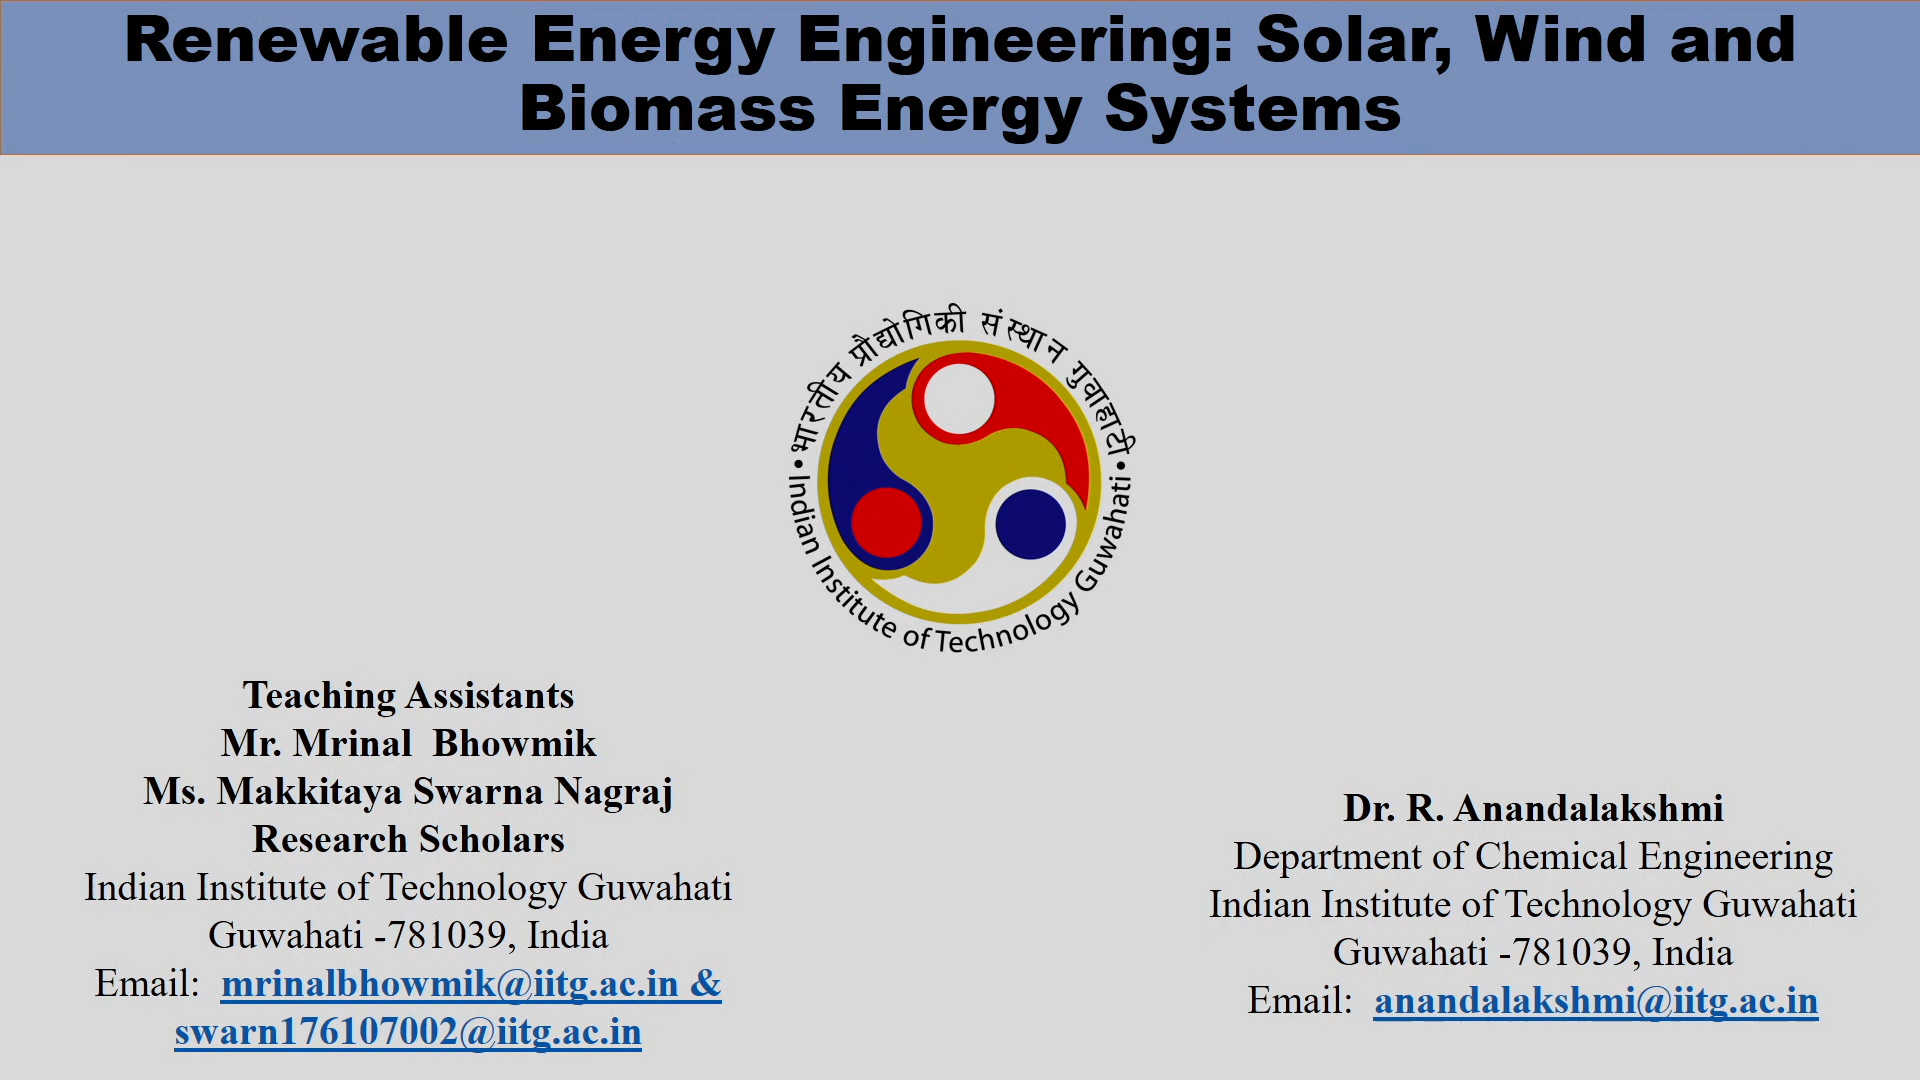 Renewable Energy Engineering: Solar, Wind and
Biomass Energy Systems
भारतीय प्रौद्योगिकी संस्थान गुवाहाटी
Indian Institute of Technology Guwahati
Teaching Assistants
Mr. Mrinal Bhowmik
Ms. Makkitaya Swarna Nagraj
Research Scholars
Indian Institute of Technology Guwahati
Guwahati -781039, India
Email: mrinalbhowmik@iitg.ac.in &
swarn176107002@iitg.ac.in
Dr. R. Anandalakshmi
Department of Chemical Engineering
Indian Institute of Technology Guwahati
Guwahati -781039, India
Email: anandalakshmi@iitg.ac.in